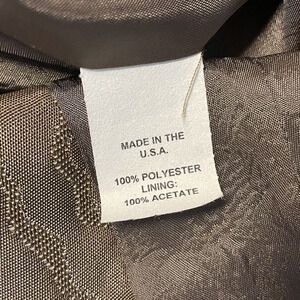 MADE IN THE
U.S.A.
100% POLYESTER
LINING:
100% ACETATE